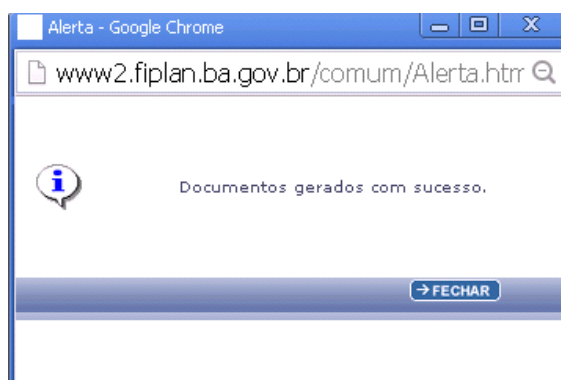 Alerta - Google Chrome
www2.fiplan.ba.gov.br/comum/Alerta.htm
i
Documentos gerados com sucesso.
→FECHAR